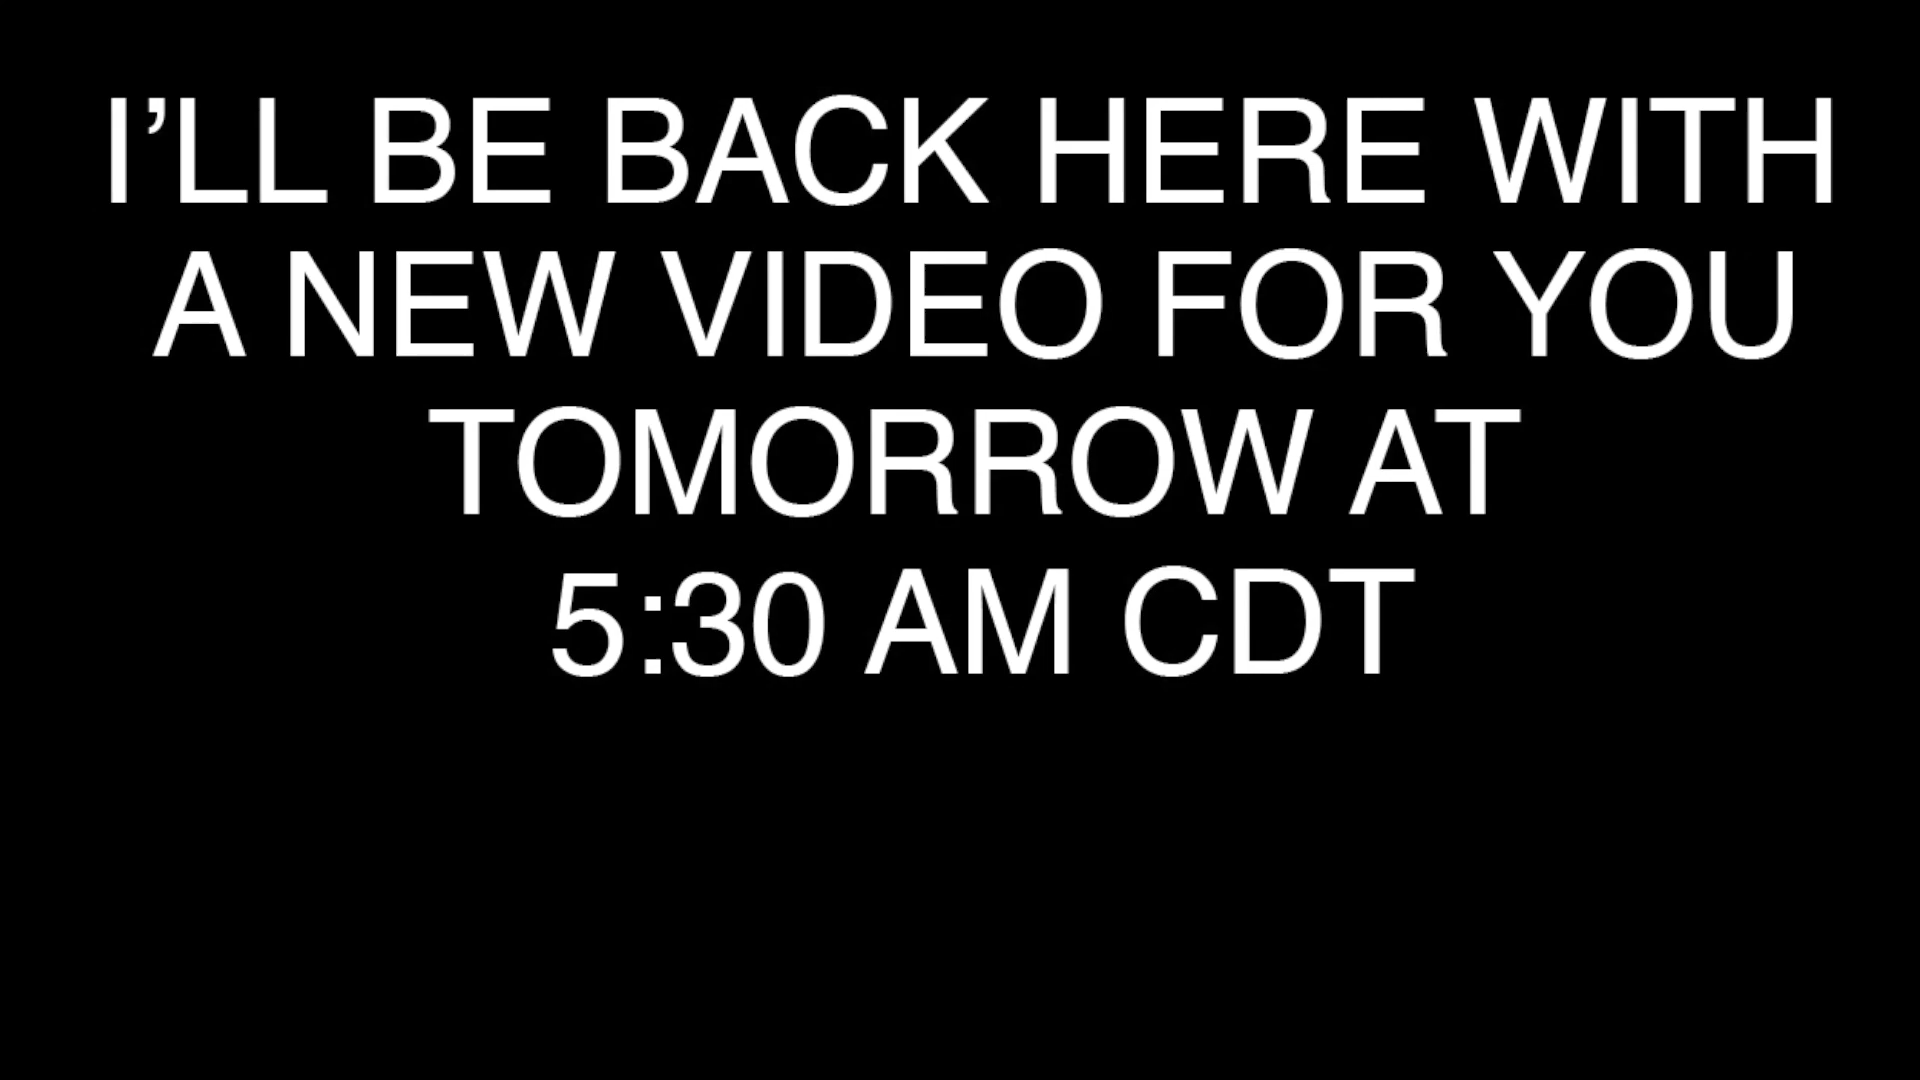 I’LL BE BACK HERE WITH
A NEW VIDEO FOR YOU
TOMORROW AT
5:30 AM CDT